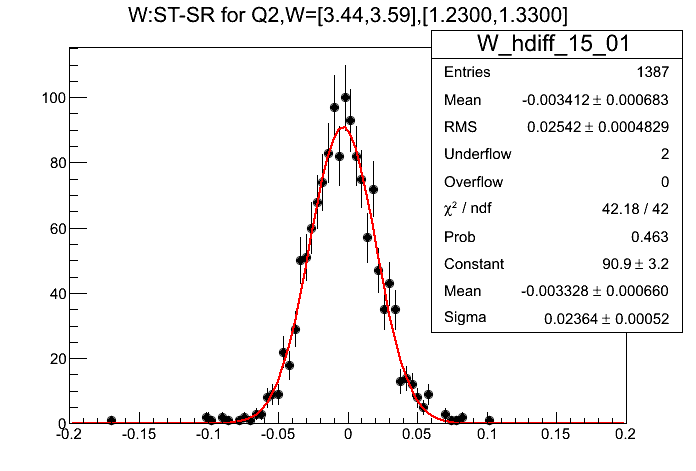 W:ST-SR for Q2,W=[3.44,3.59],[1.2300,1.3300]
W_hdiff_15_01
Entries 1387
Mean -0.003412 ± 0.000683
RMS 0.02542 ± 0.0004829
Underflow 2
Overflow 0
χ² / ndf 42.18 / 42
Prob 0.463
Constant 90.9 ± 3.2
Mean -0.003328 ± 0.000660
Sigma 0.02364 ± 0.00052
100
80
60
40
20
0
-0.2 -0.15 -0.1 -0.05 0 0.05 0.1 0.15 0.2